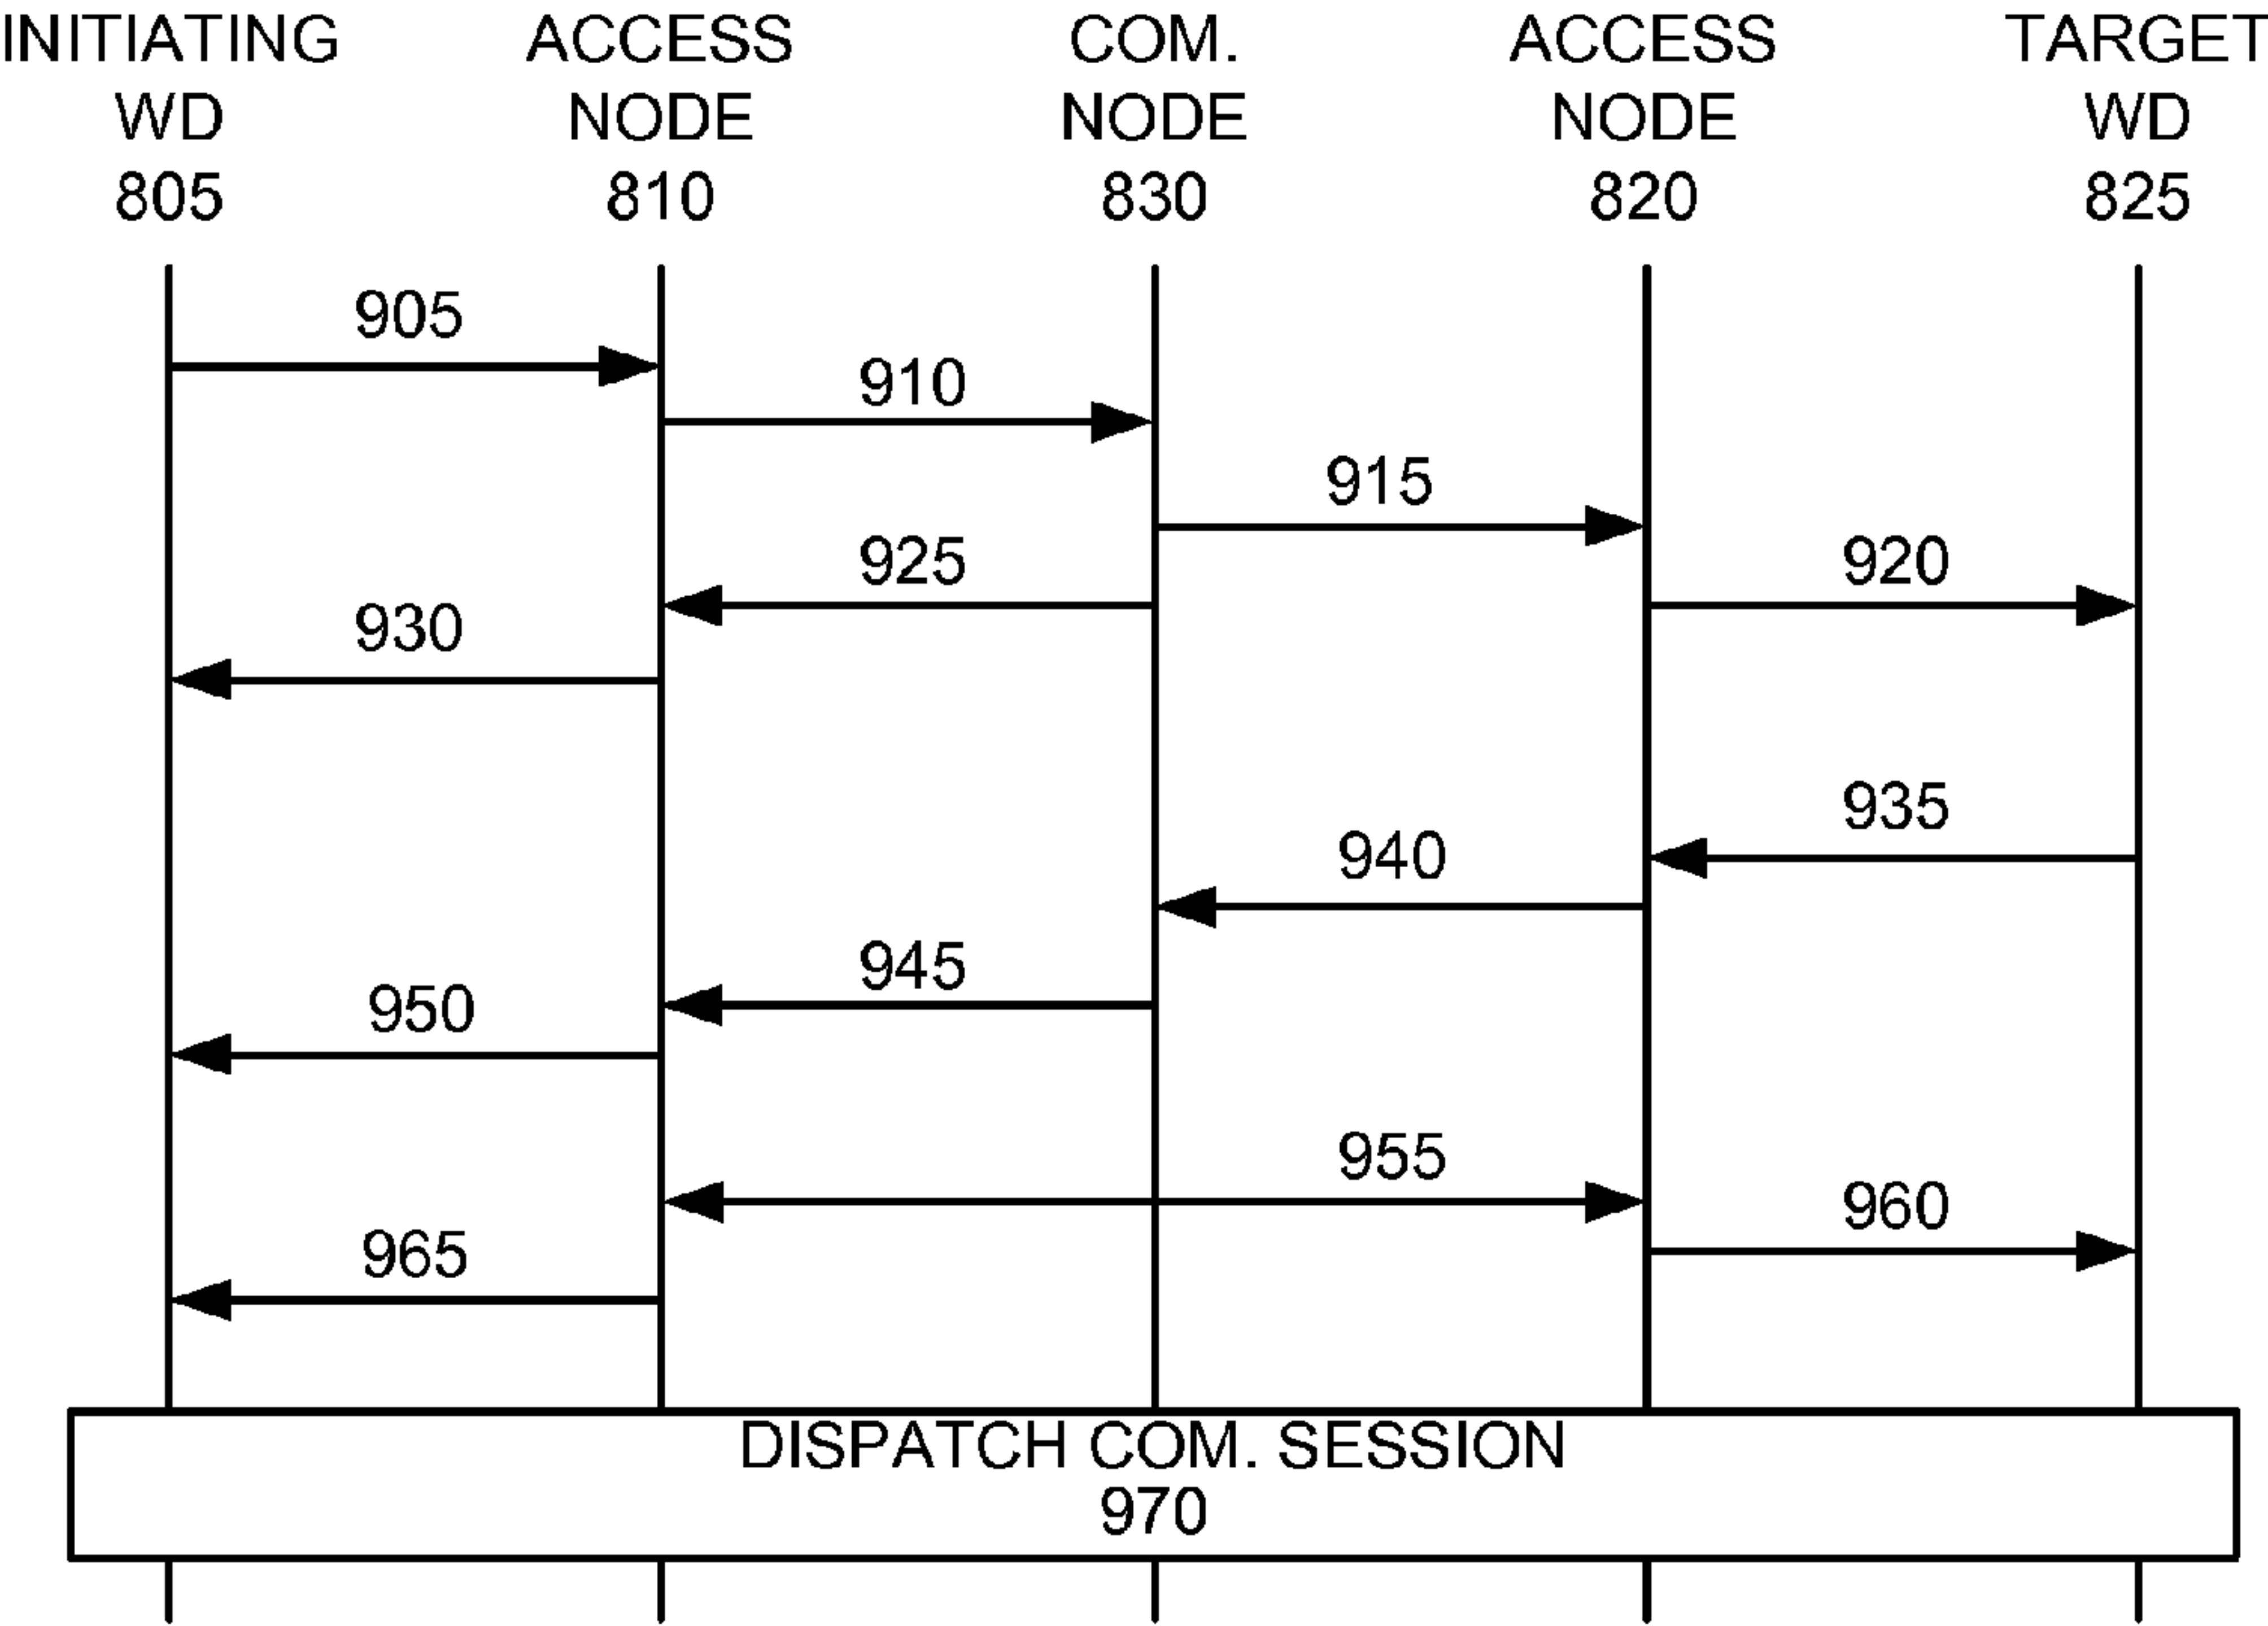 INITIATING
WD
805
ACCESS
NODE
810
COM.
NODE
830
ACCESS
NODE
820
TARGET
WD
825
905
910
915
925
920
930
935
940
945
950
955
960
965
DISPATCH COM. SESSION
970